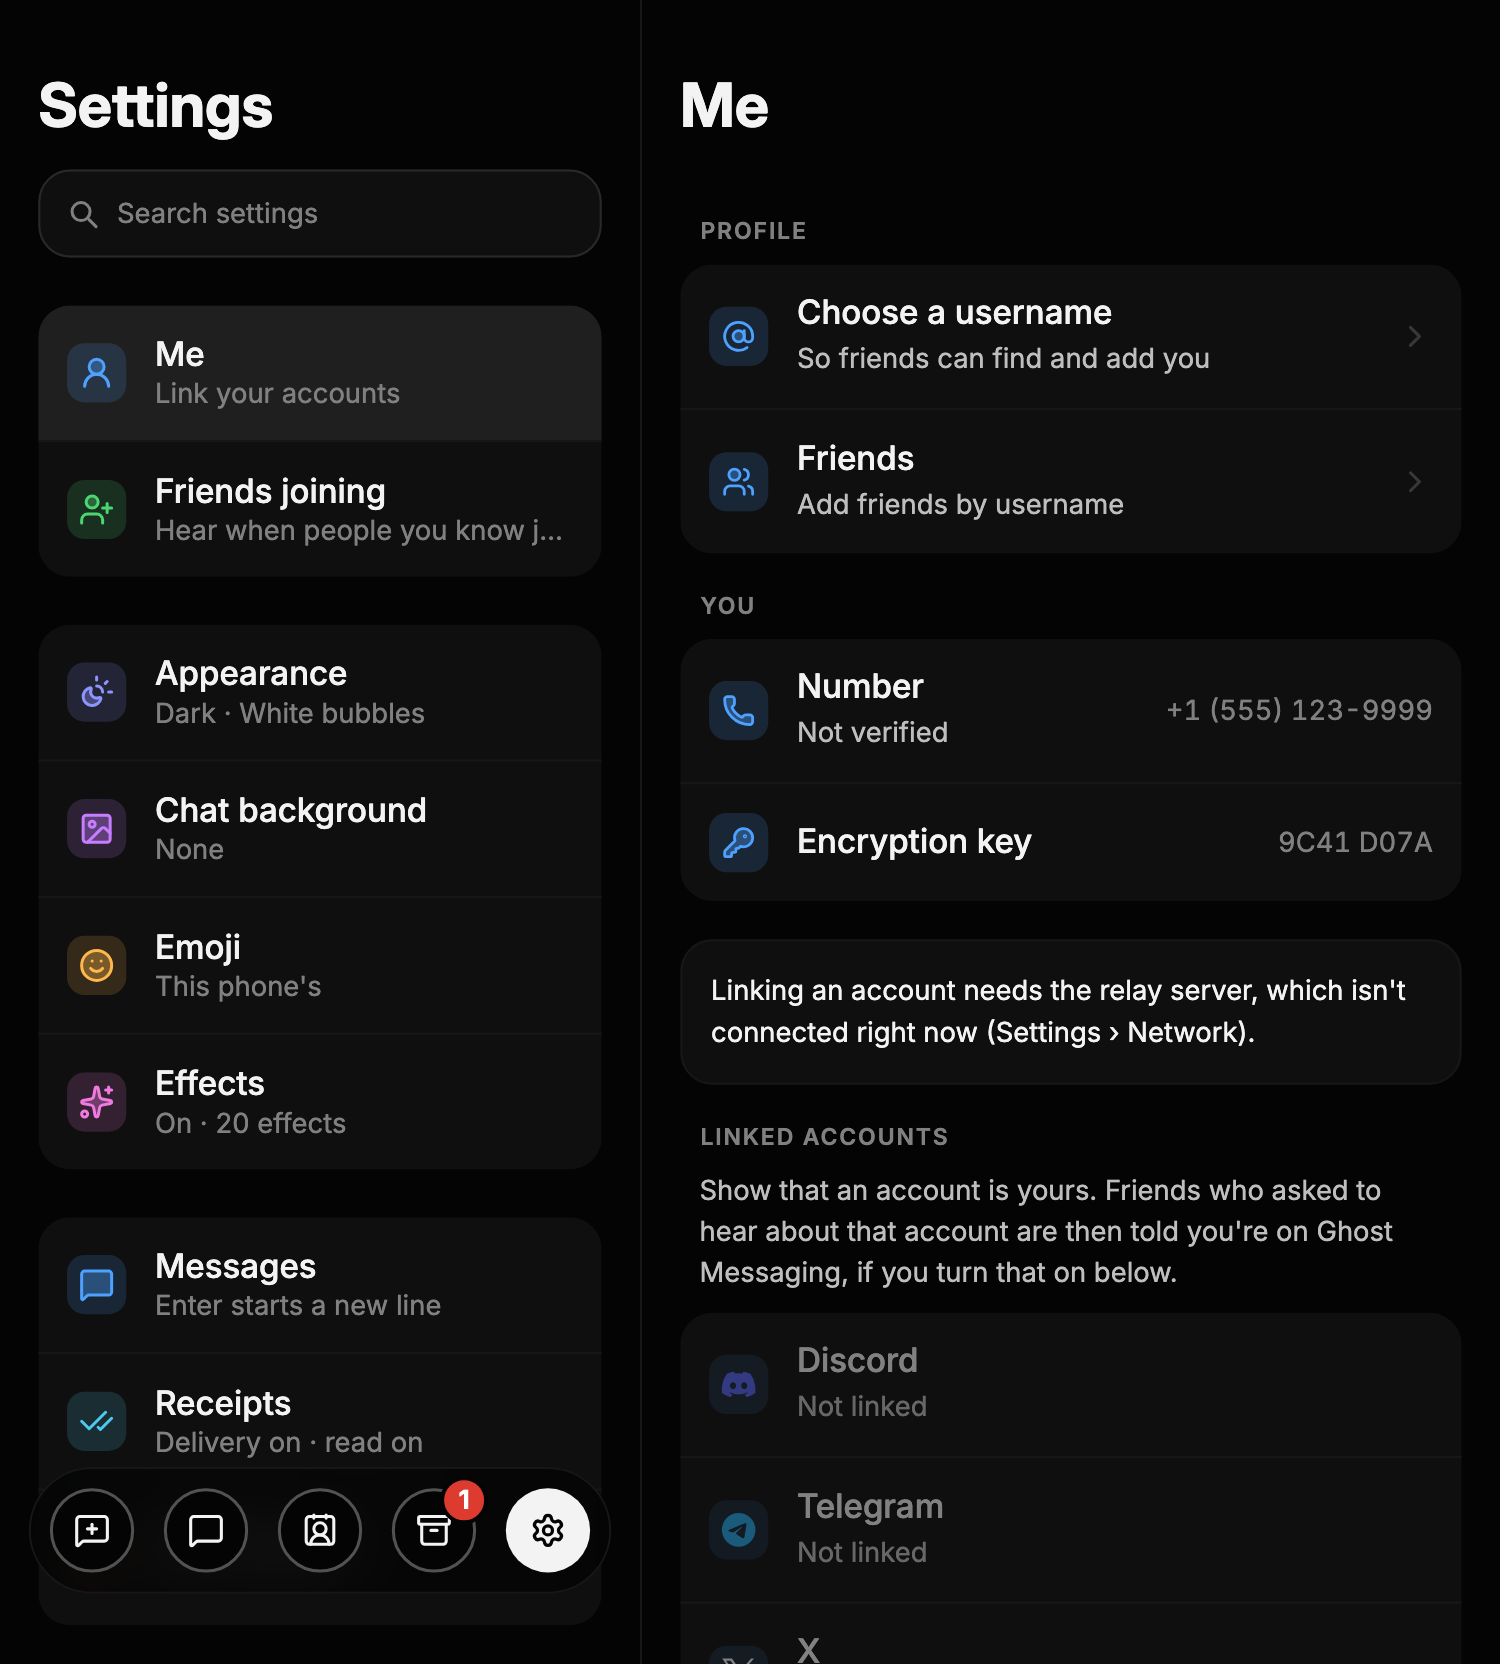 Settings
Search settings
Me
Link your accounts
Friends joining
Hear when people you know j...
Appearance
Dark · White bubbles
Chat background
None
Emoji
This phone's
Effects
On · 20 effects
Messages
Enter starts a new line
Receipts
Delivery on · read on
1
Me
PROFILE
Choose a username
So friends can find and add you
Friends
Add friends by username
YOU
Number
Not verified
+1 (555) 123-9999
Encryption key
9C41 D07A
Linking an account needs the relay server, which isn't
connected right now (Settings › Network).
LINKED ACCOUNTS
Show that an account is yours. Friends who asked to
hear about that account are then told you're on Ghost
Messaging, if you turn that on below.
Discord
Not linked
Telegram
Not linked
X